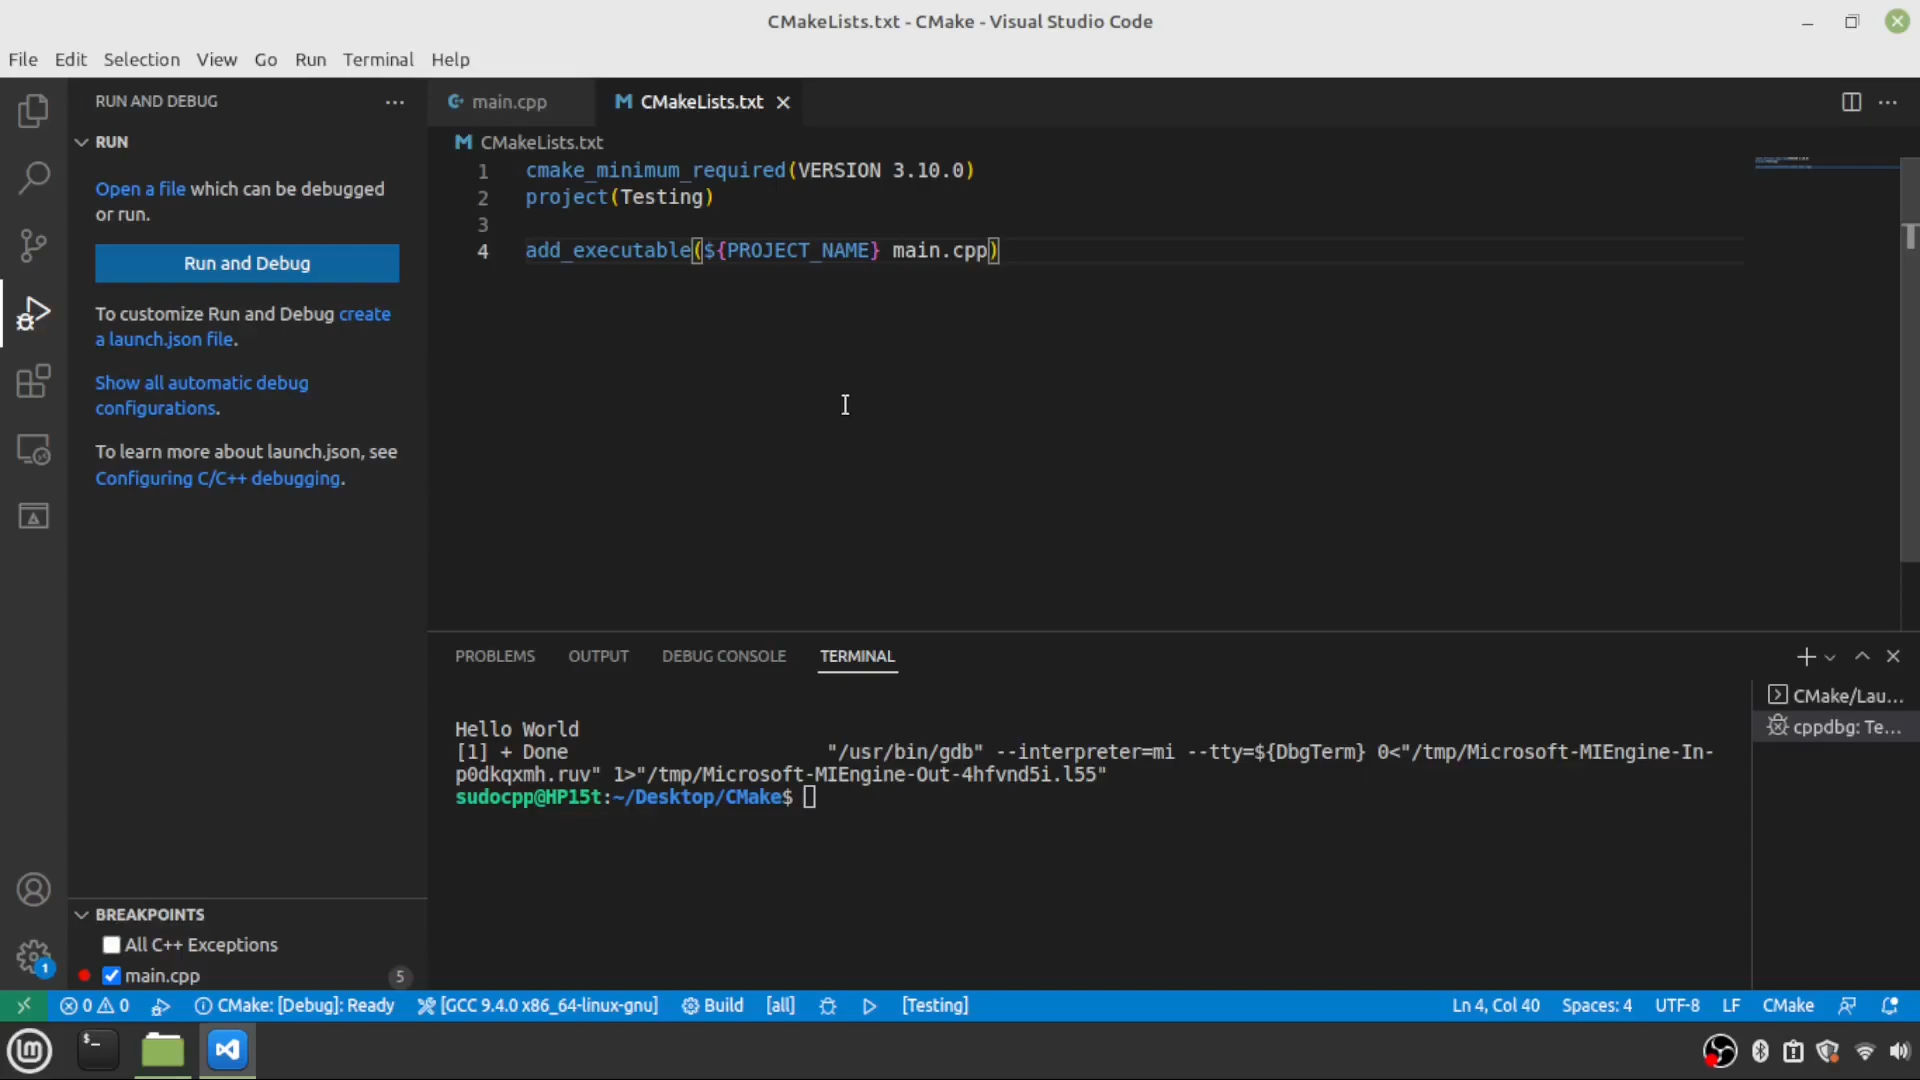 CMakeLists.txt - CMake - Visual Studio Code
File Edit Selection View Go Run Terminal Help
RUN AND DEBUG
RUN
Open a file which can be debugged
or run.
Run and Debug
To customize Run and Debug create
a launch.json file.
Show all automatic debug
configurations.
To learn more about launch.json, see
Configuring C/C++ debugging.
BREAKPOINTS
All C++ Exceptions
main.cpp 5
main.cpp CMakeLists.txt
CMakeLists.txt
1 cmake_minimum_required(VERSION 3.10.0)
2 project(Testing)
3
4 add_executable(${PROJECT_NAME} main.cpp)
PROBLEMS OUTPUT DEBUG CONSOLE TERMINAL
Hello World
[1] + Done "/usr/bin/gdb" --interpreter=mi --tty=${DbgTerm} 0<"/tmp/Microsoft-MIEngine-In-
p0dkqxmh.ruv" 1>"/tmp/Microsoft-MIEngine-Out-4hfvnd5i.l55"
sudocpp@HP15t:~/Desktop/CMake$
CMake/Lau...
cppdbg: Te...
1
0 0 CMake: [Debug]: Ready [GCC 9.4.0 x86_64-linux-gnu] Build [all] [Testing] Ln 4, Col 40 Spaces: 4 UTF-8 LF CMake